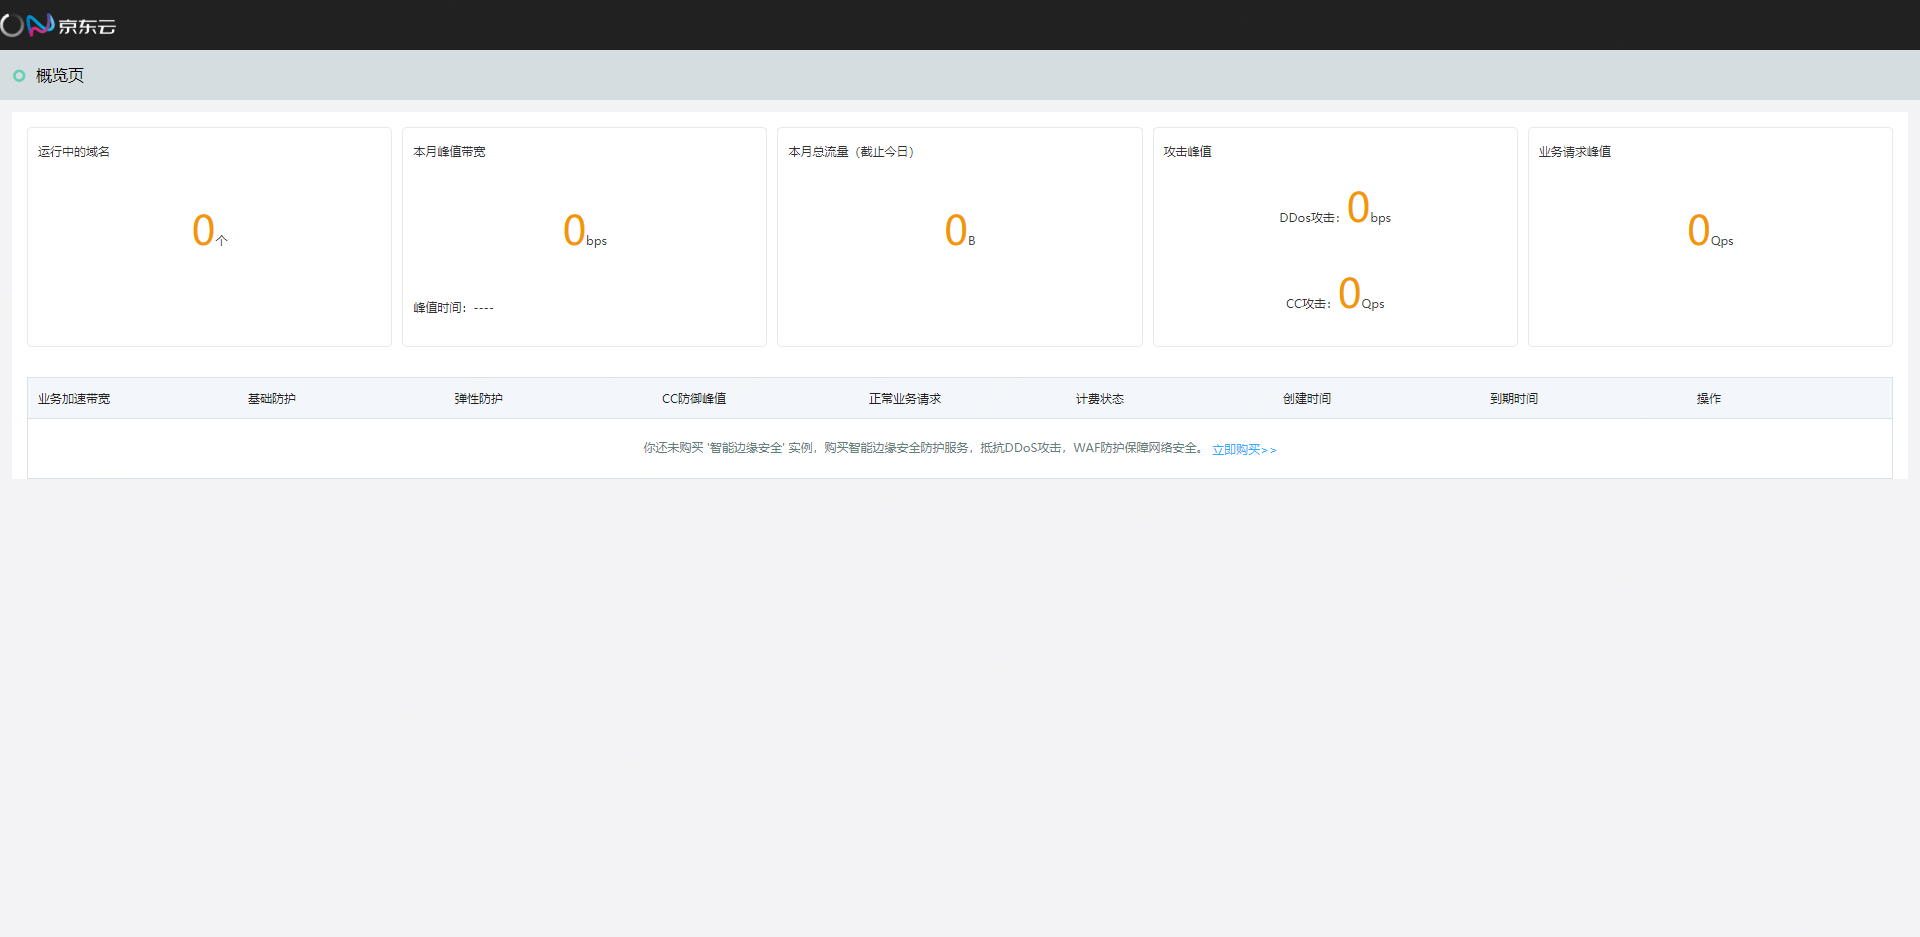 京东云
概览页
运行中的域名
0个
本月峰值带宽
0bps
峰值时间：----
本月总流量（截止今日）
0B
攻击峰值
DDos攻击：0bps
CC攻击：0Qps
业务请求峰值
0Qps
业务加速带宽 基础防护 弹性防护 CC防御峰值 正常业务请求 计费状态 创建时间 到期时间 操作
你还未购买 '智能边缘安全' 实例，购买智能边缘安全防护服务，抵抗DDoS攻击，WAF防护保障网络安全。 立即购买>>